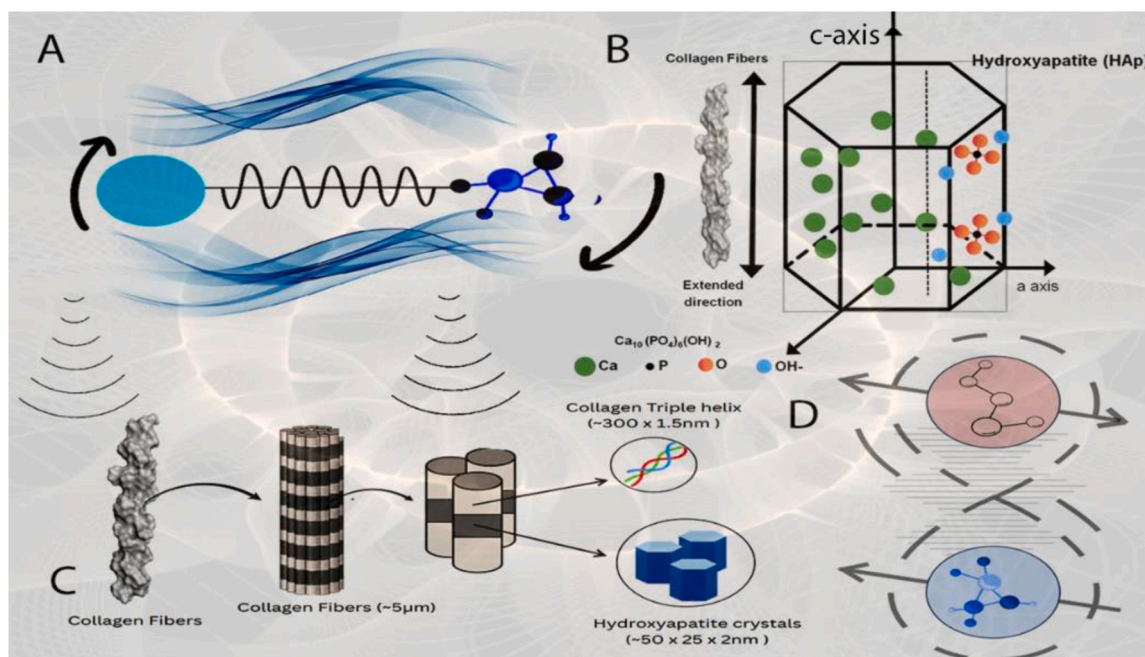 A
B
c-axis
Collagen Fibers
Hydroxyapatite (HAp)
Extended
direction
a axis
Ca₁₀(PO₄)₆(OH)₂
Ca P O OH-
Collagen Triple helix
(~300 x 1.5nm )
D
C
Collagen Fibers
Collagen Fibers (~5µm)
Hydroxyapatite crystals
(~50 x 25 x 2nm )